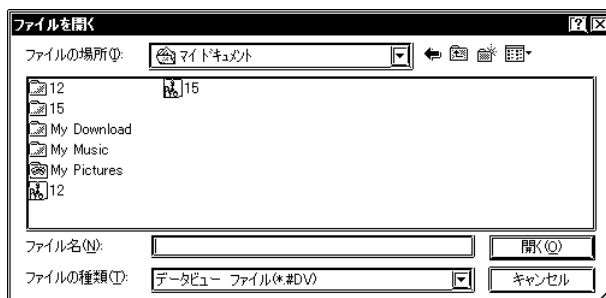 ファイルを開く
ファイルの場所(I): マイ ドキュメント
12 15
15
My Download
My Music
My Pictures
12
ファイル名(N): 開く(O)
ファイルの種類(T): データビュー ファイル(*.#DV) キャンセル